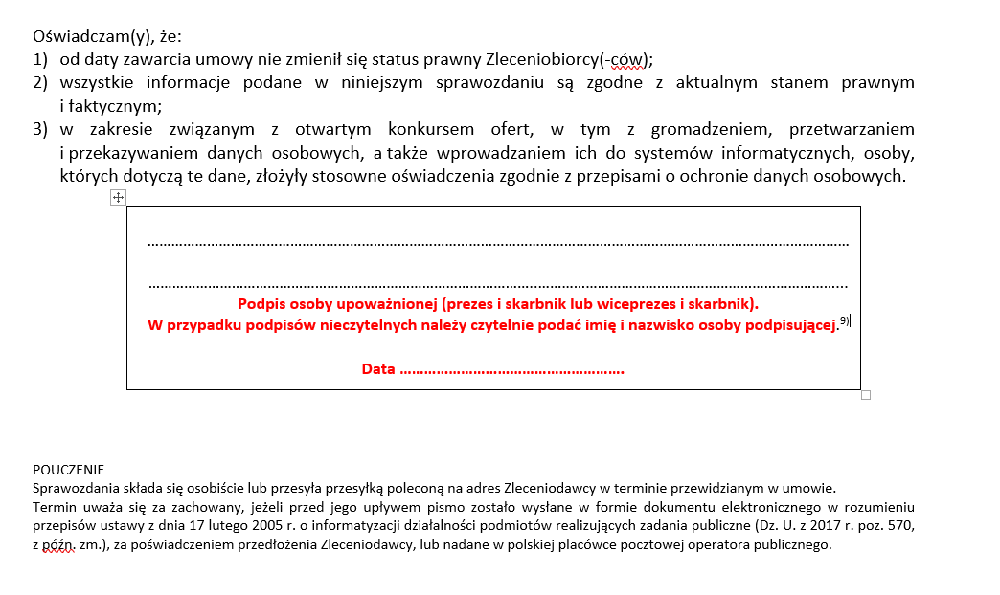 Oświadczam(y), że:
1) od daty zawarcia umowy nie zmienił się status prawny Zleceniobiorcy(-ców);
2) wszystkie informacje podane w niniejszym sprawozdaniu są zgodne z aktualnym stanem prawnym
i faktycznym;
3) w zakresie związanym z otwartym konkursem ofert, w tym z gromadzeniem, przetwarzaniem
i przekazywaniem danych osobowych, a także wprowadzaniem ich do systemów informatycznych, osoby,
których dotyczą te dane, złożyły stosowne oświadczenia zgodnie z przepisami o ochronie danych osobowych.
……………………………………………………………………………………………………………………
……………………………………………………………………………………………………………………
Podpis osoby upoważnionej (prezes i skarbnik lub wiceprezes i skarbnik).
W przypadku podpisów nieczytelnych należy czytelnie podać imię i nazwisko osoby podpisującej.9)
Data ……………………………………………….
POUCZENIE
Sprawozdania składa się osobiście lub przesyła przesyłką poleconą na adres Zleceniodawcy w terminie przewidzianym w umowie.
Termin uważa się za zachowany, jeżeli przed jego upływem pismo zostało wysłane w formie dokumentu elektronicznego w rozumieniu
przepisów ustawy z dnia 17 lutego 2005 r. o informatyzacji działalności podmiotów realizujących zadania publiczne (Dz. U. z 2017 r. poz. 570,
z późn. zm.), za poświadczeniem przedłożenia Zleceniodawcy, lub nadane w polskiej placówce pocztowej operatora publicznego.